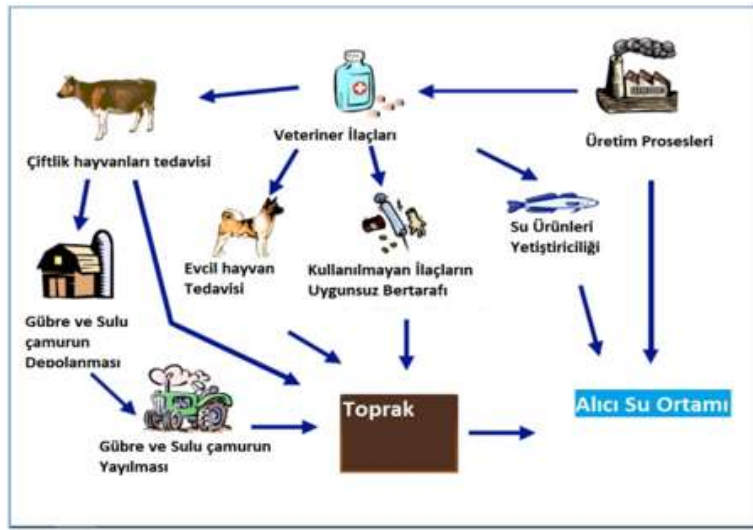 Veteriner İlaçları
Üretim Prosesleri
Çiftlik hayvanları tedavisi
Su Ürünleri
Yetiştiriciliği
Evcil hayvan
Tedavisi
Kullanılmayan İlaçların
Uygunsuz Bertarafı
Gübre ve Sulu
çamurun
Depolanması
Toprak
Alıcı Su Ortamı
Gübre ve Sulu çamurun
Yayılması